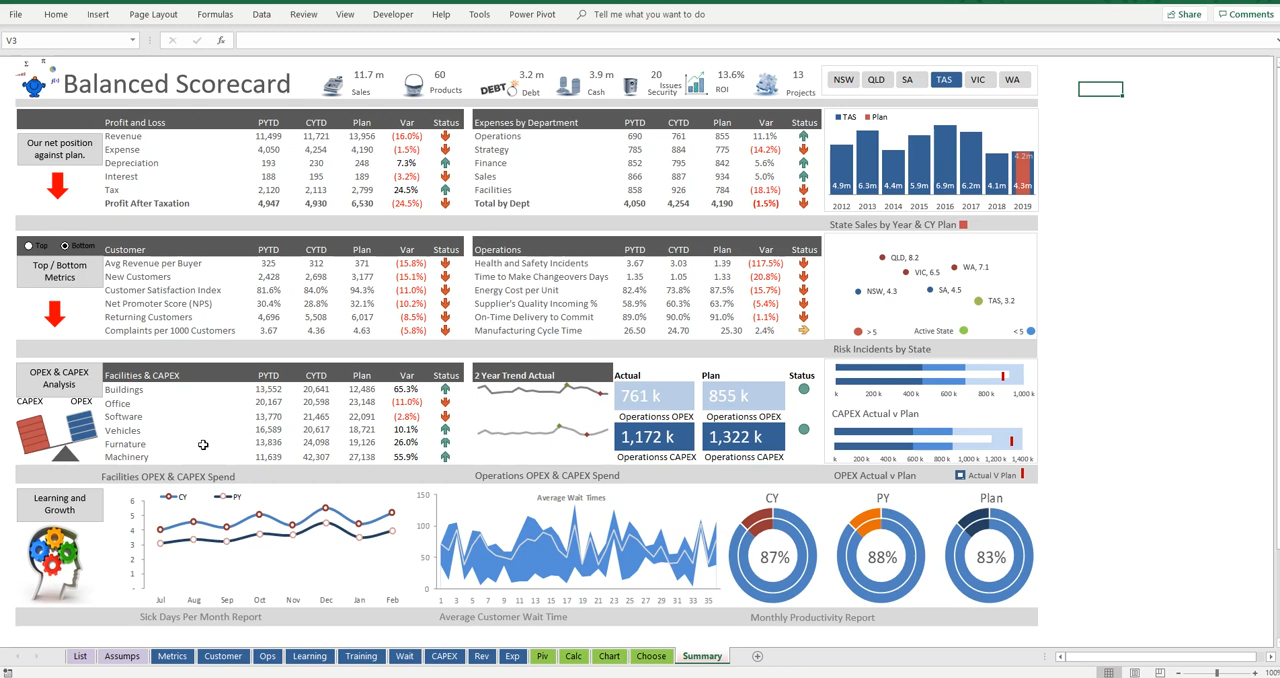 File Home Insert Page Layout Formulas Data Review View Developer Help Tools Power Pivot Tell me what you want to do Share Comments
V3 fx
Balanced Scorecard
11.7 m Sales
60 Products
DEBT 3.2 m Debt
3.9 m Cash
20 Issues Security
13.6% ROI
13 Projects
NSW QLD SA TAS VIC WA
Our net position against plan.
Profit and Loss PYTD CYTD Plan Var Status
Revenue 11,499 11,721 13,956 (16.0%)
Expense 4,050 4,254 4,190 (1.5%)
Depreciation 193 230 248 7.3%
Interest 188 195 189 (3.2%)
Tax 2,120 2,113 2,799 24.5%
Profit After Taxation 4,947 4,930 6,530 (24.5%)
Expenses by Department PYTD CYTD Plan Var Status
Operations 690 761 855 11.1%
Strategy 785 884 775 (14.2%)
Finance 852 795 842 5.6%
Sales 866 887 934 5.0%
Facilities 858 926 784 (18.1%)
Total by Dept 4,050 4,254 4,190 (1.5%)
TAS Plan
4.2m
4.9m 6.3m 4.4m 5.9m 6.9m 6.2m 4.1m 4.3m
2012 2013 2014 2015 2016 2017 2018 2019
State Sales by Year & CY Plan
Top Bottom
Top / Bottom Metrics
Customer PYTD CYTD Plan Var Status
Avg Revenue per Buyer 325 312 371 (15.8%)
New Customers 2,428 2,698 3,177 (15.1%)
Customer Satisfaction Index 81.6% 84.0% 94.3% (11.0%)
Net Promoter Score (NPS) 30.4% 28.8% 32.1% (10.2%)
Returning Customers 4,696 5,508 6,017 (8.5%)
Complaints per 1000 Customers 3.67 4.36 4.63 (5.8%)
Operations PYTD CYTD Plan Var Status
Health and Safety Incidents 3.67 3.03 1.39 (117.5%)
Time to Make Changeovers Days 1.35 1.05 1.33 (20.8%)
Energy Cost per Unit 82.4% 73.8% 87.5% (15.7%)
Supplier's Quality Incoming % 58.9% 60.3% 63.7% (5.4%)
On-Time Delivery to Commit 89.0% 90.0% 91.0% (1.1%)
Manufacturing Cycle Time 26.50 24.70 25.30 2.4%
QLD, 8.2
VIC, 6.5
WA, 7.1
NSW, 4.3
SA, 4.5
TAS, 3.2
> 5 Active State < 5
Risk Incidents by State
OPEX & CAPEX Analysis
CAPEX OPEX
Facilities & CAPEX PYTD CYTD Plan Var Status
Buildings 13,552 20,641 12,486 65.3%
Office 20,167 20,598 23,148 (11.0%)
Software 13,770 21,465 22,091 (2.8%)
Vehicles 16,589 20,617 18,721 10.1%
Furnature 13,836 24,098 19,126 26.0%
Machinery 11,639 42,307 27,138 55.9%
Facilities OPEX & CAPEX Spend
2 Year Trend Actual Actual Plan Status
761 k 855 k
Operationss OPEX Operationss OPEX
1,172 k 1,322 k
Operationss CAPEX Operationss CAPEX
Operations OPEX & CAPEX Spend
k 200 k 400 k 600 k 800 k 1,000 k
CAPEX Actual v Plan
k 200 k 400 k 600 k 800 k 1,000 k 1,200 k 1,400 k
OPEX Actual v Plan Actual V Plan
Learning and Growth
CY PY
6
5
4
3
2
1
-
Jul Aug Sep Oct Nov Dec Jan Feb
Sick Days Per Month Report
Average Wait Times
150
100
50
0
1 3 5 7 9 11 13 15 17 19 21 23 25 27 29 31 33 35
Average Customer Wait Time
CY PY Plan
87% 88% 83%
Monthly Productivity Report
List Assumps Metrics Customer Ops Learning Training Wait CAPEX Rev Exp Piv Calc Chart Choose Summary
100%